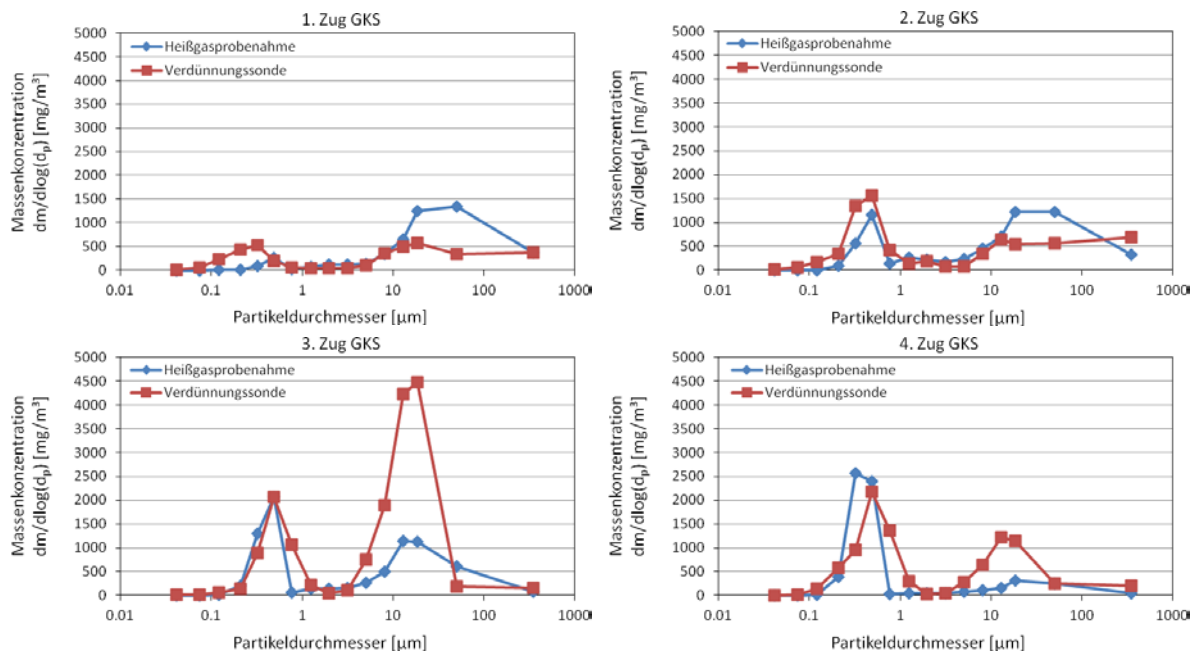 1. Zug GKS
Massenkonzentration
dm/dlog(dₚ) [mg/m³]
5000
4500
4000
3500
3000
2500
2000
1500
1000
500
0
Heißgasprobenahme
Verdünnungssonde
0.01 0.1 1 10 100 1000
Partikeldurchmesser [µm]
2. Zug GKS
Massenkonzentration
dm/dlog(dₚ) [mg/m³]
5000
4500
4000
3500
3000
2500
2000
1500
1000
500
0
Heißgasprobenahme
Verdünnungssonde
0.01 0.1 1 10 100 1000
Partikeldurchmesser [µm]
3. Zug GKS
Massenkonzentration
dm/dlog(dₚ) [mg/m³]
5000
4500
4000
3500
3000
2500
2000
1500
1000
500
0
Heißgasprobenahme
Verdünnungssonde
0.01 0.1 1 10 100 1000
Partikeldurchmesser [µm]
4. Zug GKS
Massenkonzentration
dm/dlog(dₚ) [mg/m³]
5000
4500
4000
3500
3000
2500
2000
1500
1000
500
0
Heißgasprobenahme
Verdünnungssonde
0.01 0.1 1 10 100 1000
Partikeldurchmesser [µm]